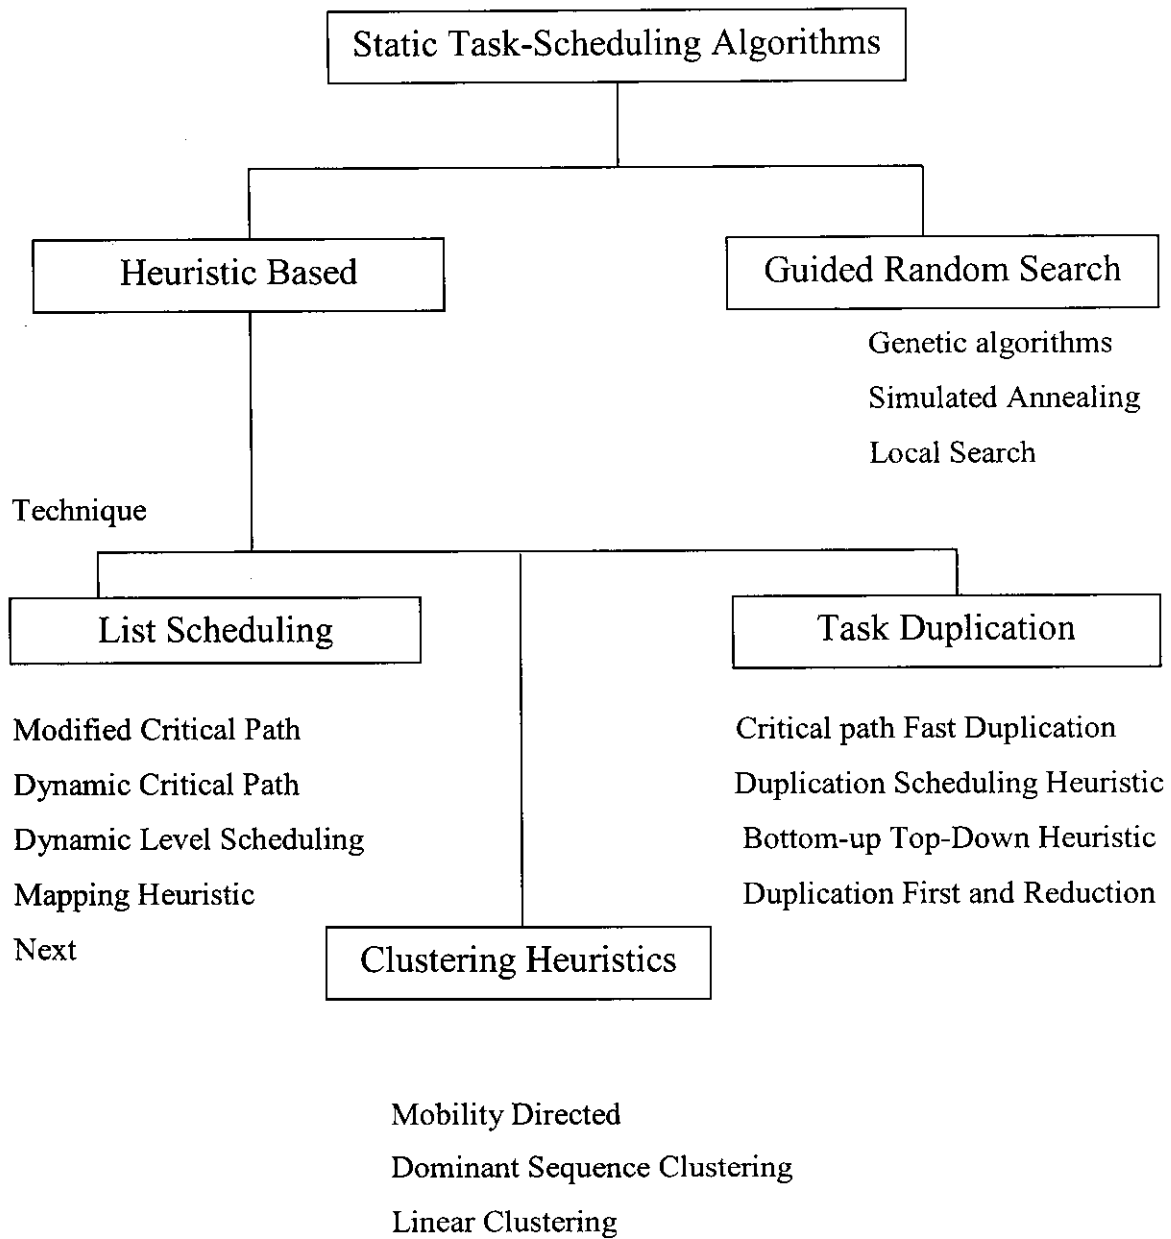 Static Task-Scheduling Algorithms
Heuristic Based
Guided Random Search
Genetic algorithms
Simulated Annealing
Local Search
Technique
List Scheduling
Task Duplication
Modified Critical Path
Dynamic Critical Path
Dynamic Level Scheduling
Mapping Heuristic
Next
Critical path Fast Duplication
Duplication Scheduling Heuristic
Bottom-up Top-Down Heuristic
Duplication First and Reduction
Clustering Heuristics
Mobility Directed
Dominant Sequence Clustering
Linear Clustering